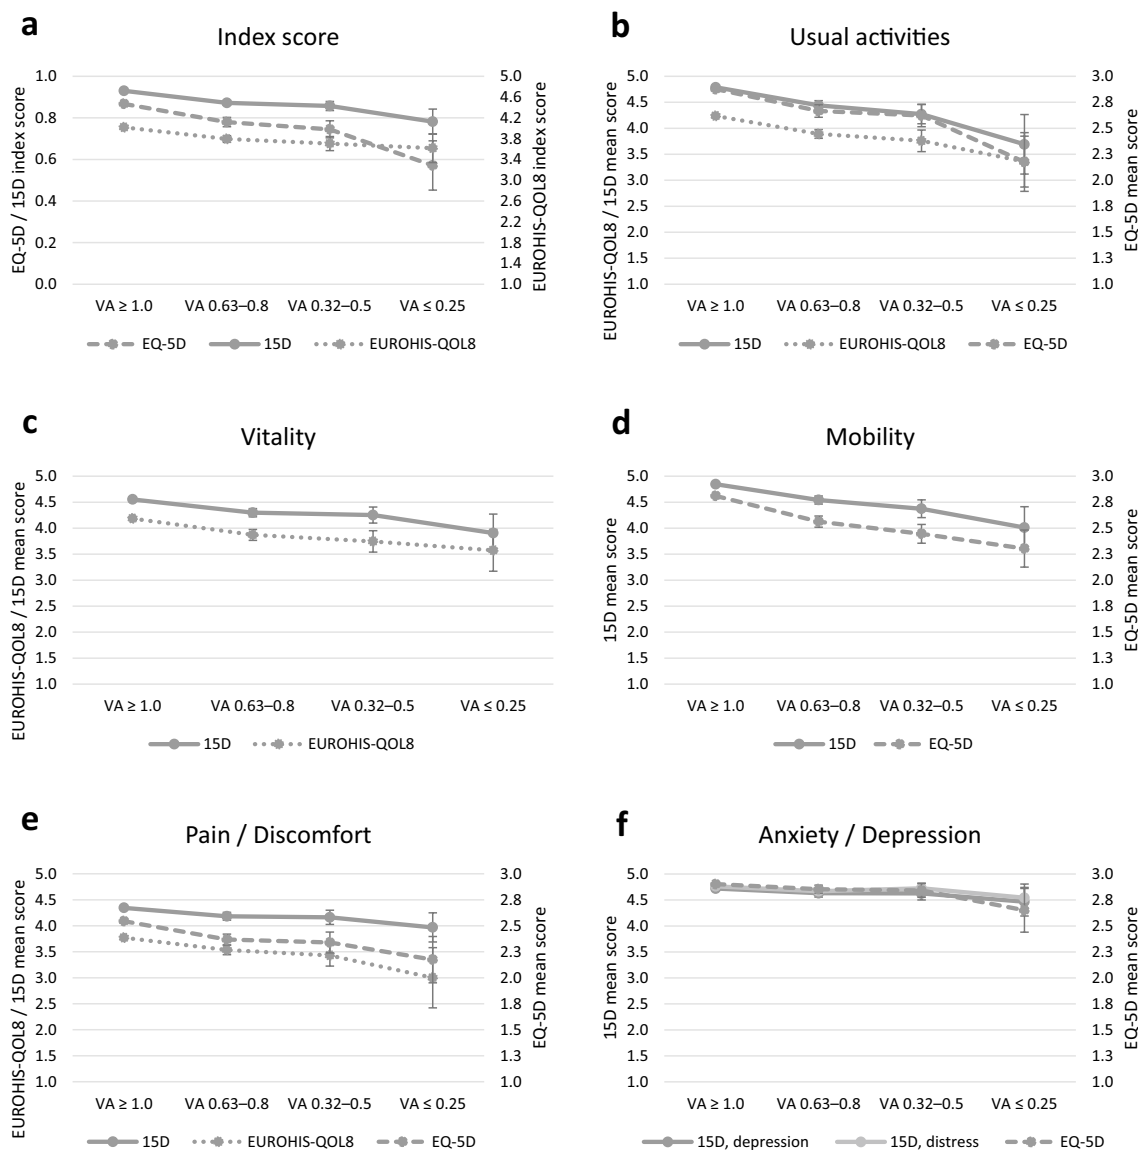 a
Index score
EQ-5D / 15D index score
1.0
0.8
0.6
0.4
0.2
0.0
5.0
4.6
4.2
3.8
3.4
3.0
2.6
2.2
1.8
1.4
1.0
EUROHIS-QOL8 index score
VA ≥ 1.0 VA 0.63–0.8 VA 0.32–0.5 VA ≤ 0.25
EQ-5D 15D EUROHIS-QOL8
b
Usual activities
EUROHIS-QOL8 / 15D mean score
5.0
4.5
4.0
3.5
3.0
2.5
2.0
1.5
1.0
3.0
2.8
2.5
2.3
2.0
1.8
1.5
1.3
1.0
EQ-5D mean score
VA ≥ 1.0 VA 0.63–0.8 VA 0.32–0.5 VA ≤ 0.25
15D EUROHIS-QOL8 EQ-5D
c
Vitality
EUROHIS-QOL8 / 15D mean score
5.0
4.5
4.0
3.5
3.0
2.5
2.0
1.5
1.0
VA ≥ 1.0 VA 0.63–0.8 VA 0.32–0.5 VA ≤ 0.25
15D EUROHIS-QOL8
d
Mobility
15D mean score
5.0
4.5
4.0
3.5
3.0
2.5
2.0
1.5
1.0
3.0
2.8
2.5
2.3
2.0
1.8
1.5
1.3
1.0
EQ-5D mean score
VA ≥ 1.0 VA 0.63–0.8 VA 0.32–0.5 VA ≤ 0.25
15D EQ-5D
e
Pain / Discomfort
EUROHIS-QOL8 / 15D mean score
5.0
4.5
4.0
3.5
3.0
2.5
2.0
1.5
1.0
3.0
2.8
2.5
2.3
2.0
1.8
1.5
1.3
1.0
EQ-5D mean score
VA ≥ 1.0 VA 0.63–0.8 VA 0.32–0.5 VA ≤ 0.25
15D EUROHIS-QOL8 EQ-5D
f
Anxiety / Depression
15D mean score
5.0
4.5
4.0
3.5
3.0
2.5
2.0
1.5
1.0
3.0
2.8
2.5
2.3
2.0
1.8
1.5
1.3
1.0
EQ-5D mean score
VA ≥ 1.0 VA 0.63–0.8 VA 0.32–0.5 VA ≤ 0.25
15D, depression 15D, distress EQ-5D